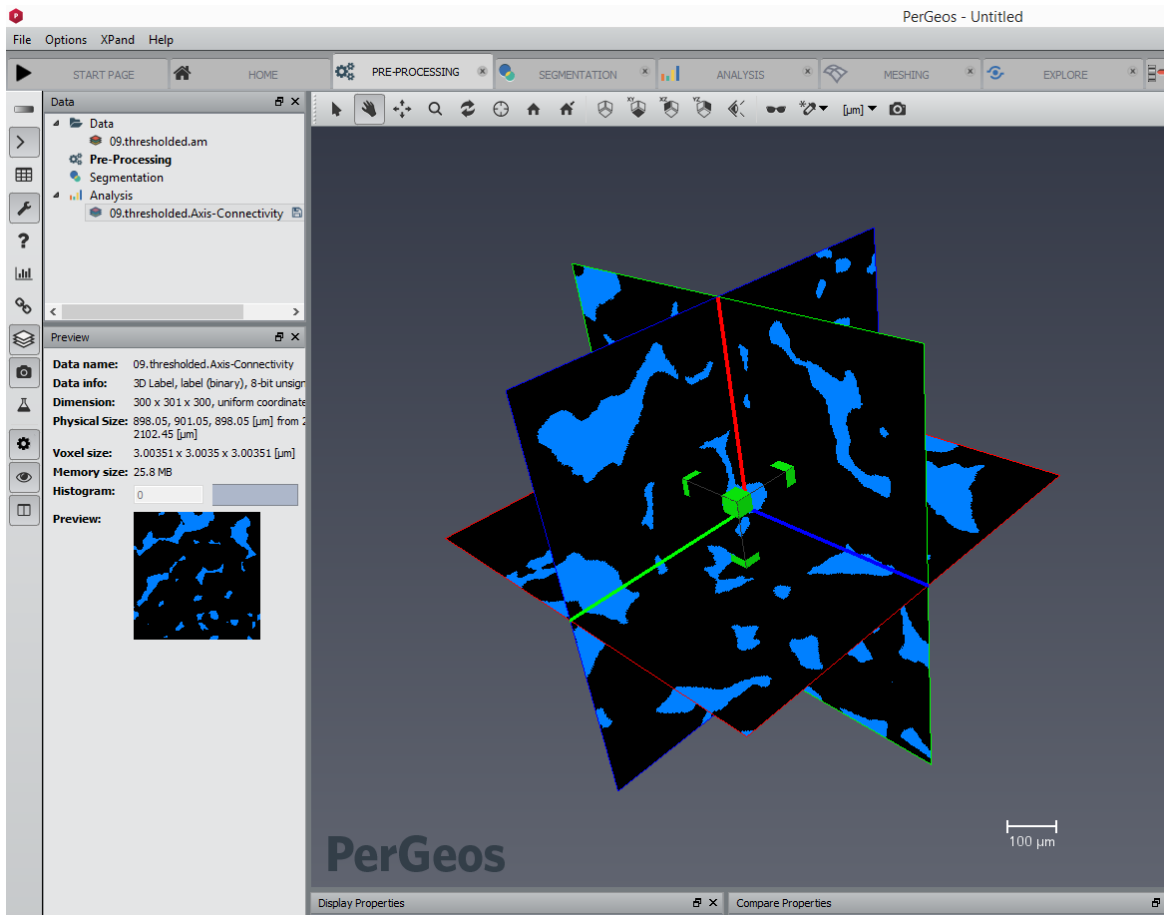 PerGeos - Untitled
File Options XPand Help
START PAGE HOME PRE-PROCESSING SEGMENTATION ANALYSIS MESHING EXPLORE
Data
Data
09.thresholded.am
Pre-Processing
Segmentation
Analysis
09.thresholded.Axis-Connectivity
XY XZ YZ [µm]
Preview
Data name: 09.thresholded.Axis-Connectivity
Data info: 3D Label, label (binary), 8-bit unsign
Dimension: 300 x 301 x 300, uniform coordinate
Physical Size: 898.05, 901.05, 898.05 [µm] from 2
2102.45 [µm]
Voxel size: 3.00351 x 3.0035 x 3.00351 [µm]
Memory size: 25.8 MB
Histogram: 0
Preview:
100 µm
PerGeos
Display Properties
Compare Properties